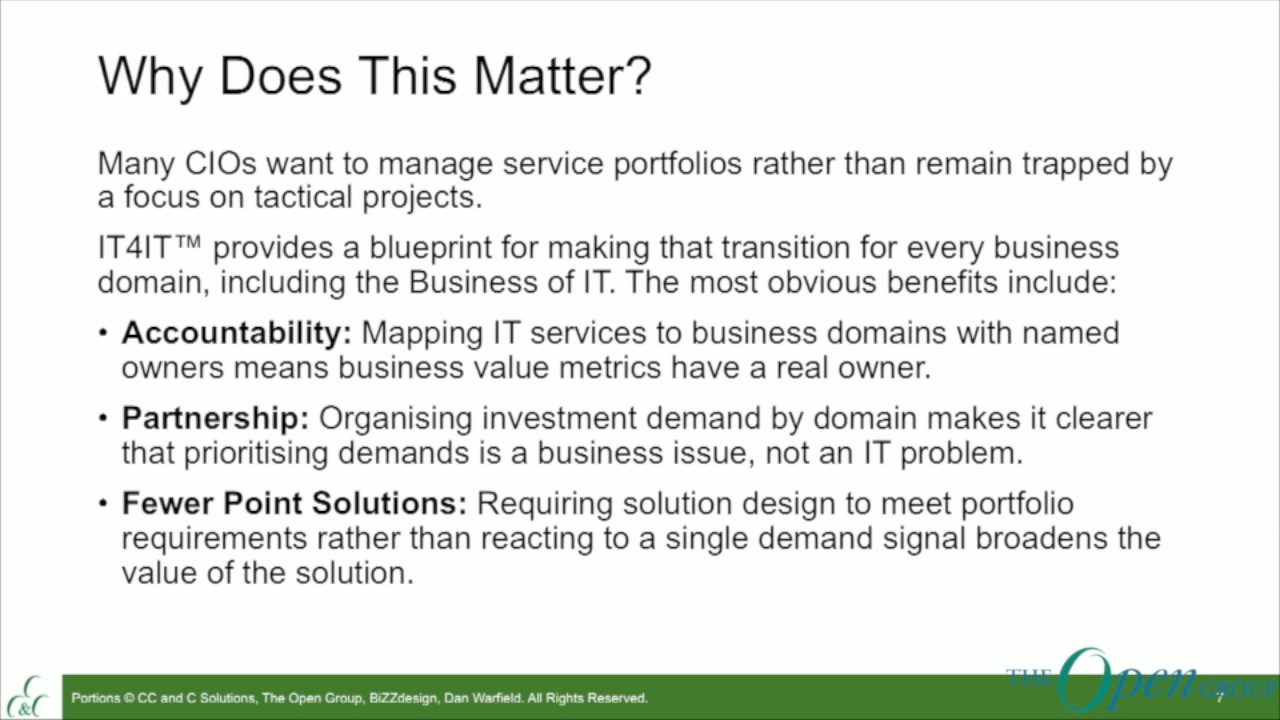 Why Does This Matter?
Many CIOs want to manage service portfolios rather than remain trapped by
a focus on tactical projects.
IT4IT™ provides a blueprint for making that transition for every business
domain, including the Business of IT. The most obvious benefits include:
• Accountability: Mapping IT services to business domains with named
owners means business value metrics have a real owner.
• Partnership: Organising investment demand by domain makes it clearer
that prioritising demands is a business issue, not an IT problem.
• Fewer Point Solutions: Requiring solution design to meet portfolio
requirements rather than reacting to a single demand signal broadens the
value of the solution.
C&C
Portions © CC and C Solutions, The Open Group, BiZZdesign, Dan Warfield. All Rights Reserved.
THE Open GROUP
7